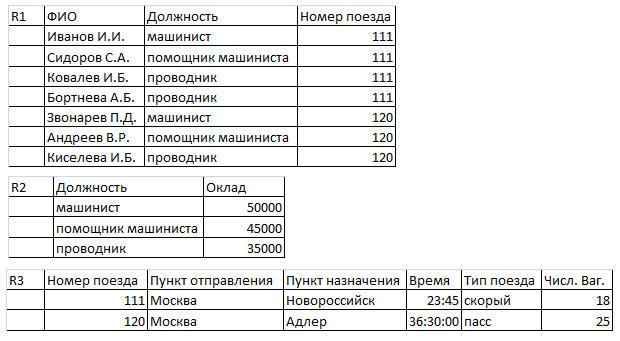 R1 ФИО Должность Номер поезда
Иванов И.И. машинист 111
Сидоров С.А. помощник машиниста 111
Ковалев И.Б. проводник 111
Бортнева А.Б. проводник 111
Звонарев П.Д. машинист 120
Андреев В.Р. помощник машиниста 120
Киселева И.Б. проводник 120
R2 Должность Оклад
машинист 50000
помощник машиниста 45000
проводник 35000
R3 Номер поезда Пункт отправления Пункт назначения Время Тип поезда Числ. Ваг.
111 Москва Новороссийск 23:45 скорый 18
120 Москва Адлер 36:30:00 пасс 25